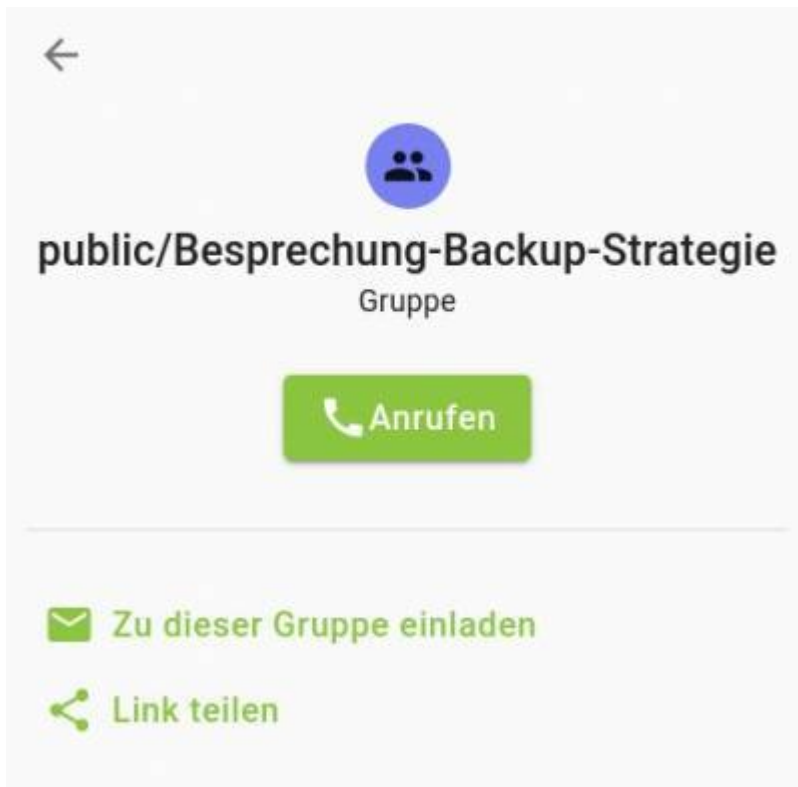 public/Besprechung-Backup-Strategie
Gruppe
Anrufen
Zu dieser Gruppe einladen
Link teilen